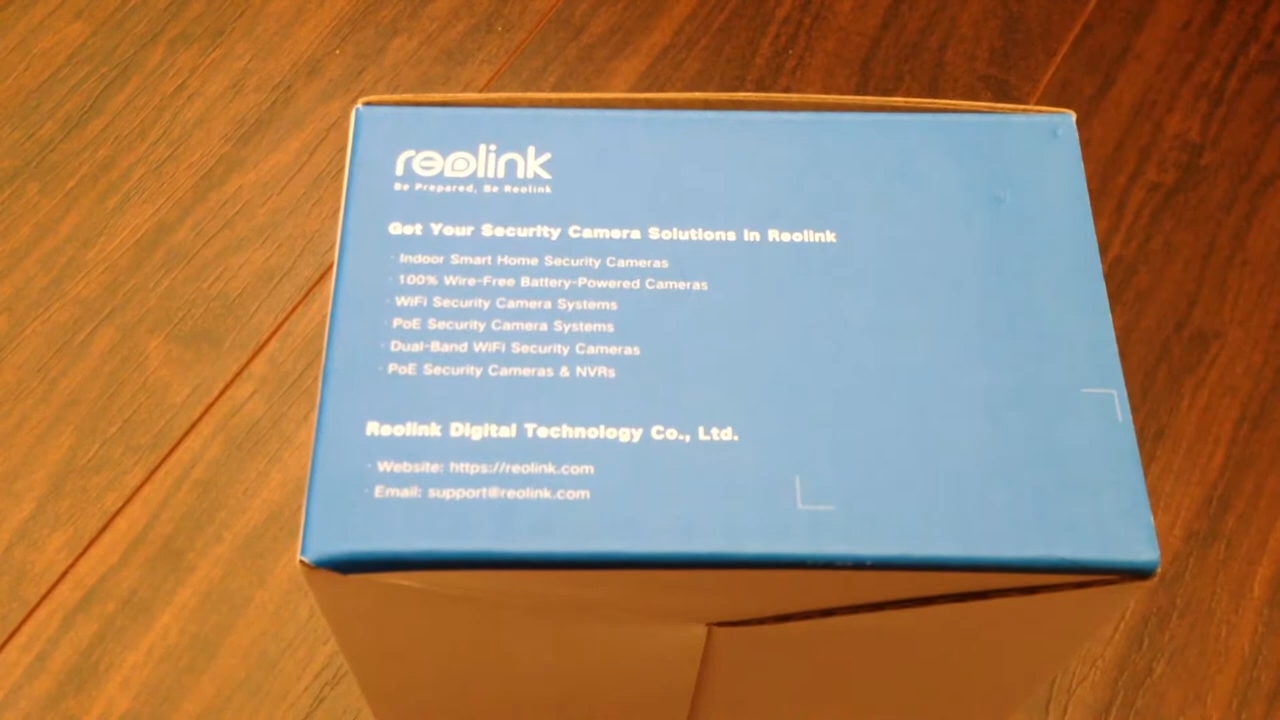 reolink
Be Prepared, Be Reolink
Get Your Security Camera Solutions in Reolink
· Indoor Smart Home Security Cameras
· 100% Wire-Free Battery-Powered Cameras
· WiFi Security Camera Systems
· PoE Security Camera Systems
· Dual-Band WiFi Security Cameras
· PoE Security Cameras & NVRs
Reolink Digital Technology Co., Ltd.
· Website: https://reolink.com
· Email: support@reolink.com